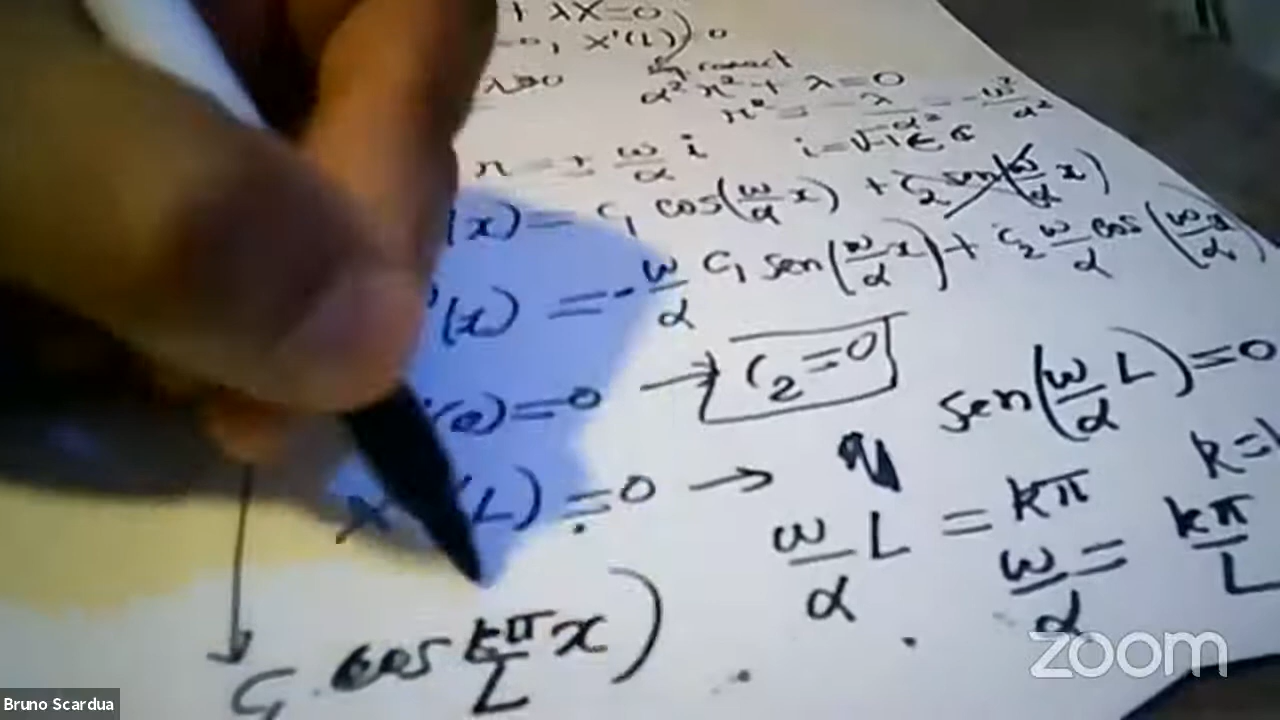 + λX=0
=0, X'(L)=0
λ>0
α²r² + λ=0
r² = -λ/α² = -ω²/α²
r = ± ω/α i i=√-1 ∈ C
(x) = C₁ cos(ω/α x) + C₂ sen(ω/α x)
'(x) = -ω/α C₁ sen(ω/α x) + C₂ ω/α cos(ω/α x)
'(0)=0 → C₂=0
X'(L)=0 → sen(ω/α L)=0
ω/α L = kπ k=
ω/α = kπ/L
C₁ cos kπ/L x)
zoom
Bruno Scardua